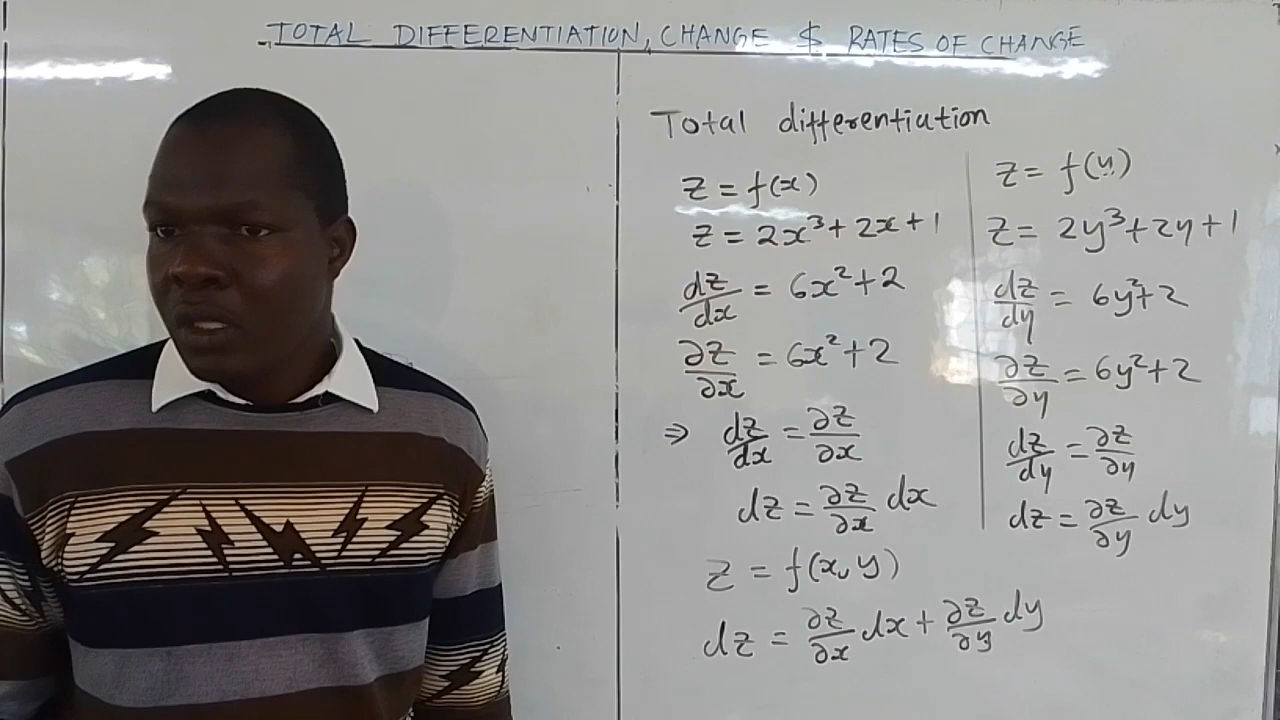 TOTAL DIFFERENTIATION, CHANGE $ RATES OF CHANGE
Total differentiation
z = f(x)
z = 2x³ + 2x + 1
dz/dx = 6x² + 2
∂z/∂x = 6x² + 2
⇒ dz/dx = ∂z/∂x
dz = ∂z/∂x dx
z = f(y)
z = 2y³ + 2y + 1
dz/dy = 6y² + 2
∂z/∂y = 6y² + 2
dz/dy = ∂z/∂y
dz = ∂z/∂y dy
z = f(x, y)
dz = ∂z/∂x dx + ∂z/∂y dy